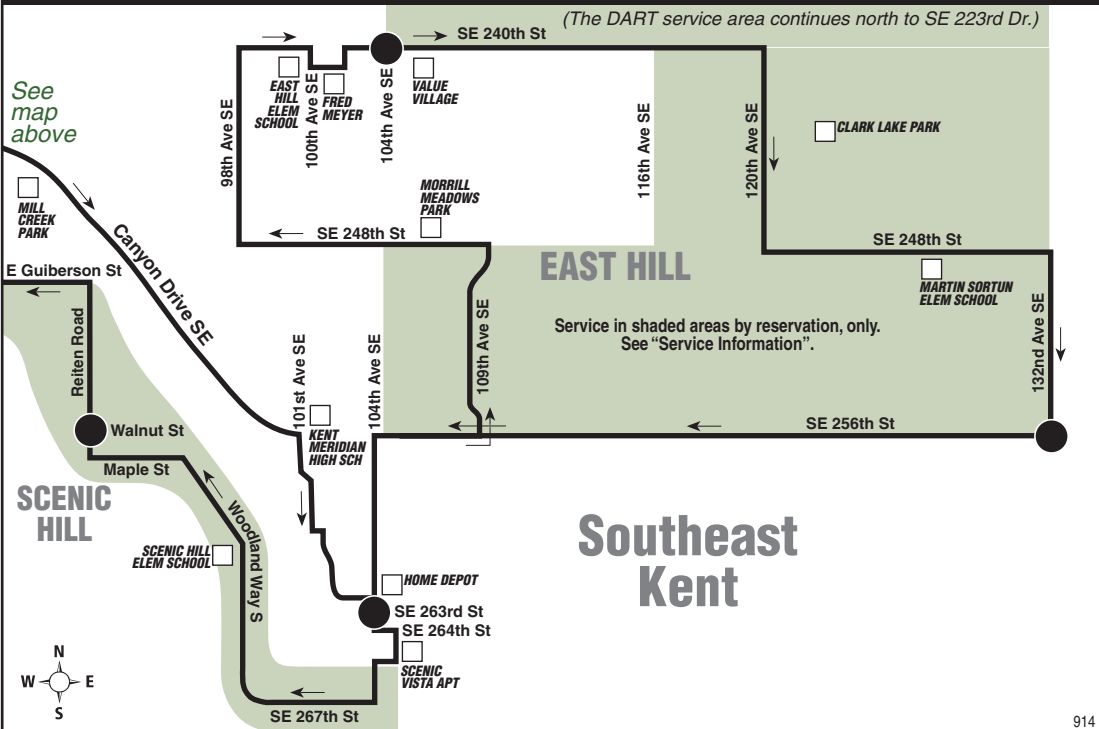 (The DART service area continues north to SE 223rd Dr.)
SE 240th St
See
map
above
EAST
HILL
ELEM
SCHOOL
100th Ave SE
FRED
MEYER
104th Ave SE
VALUE
VILLAGE
98th Ave SE
116th Ave SE
120th Ave SE
CLARK LAKE PARK
MILL
CREEK
PARK
MORRILL
MEADOWS
PARK
SE 248th St
SE 248th St
Canyon Drive SE
E Guiberson St
EAST HILL
MARTIN SORTUN
ELEM SCHOOL
Service in shaded areas by reservation, only.
See “Service Information”.
Reiten Road
101st Ave SE
104th Ave SE
109th Ave SE
132nd Ave SE
KENT
MERIDIAN
HIGH SCH
Walnut St
SE 256th St
Maple St
SCENIC
HILL
Woodland Way S
SCENIC HILL
ELEM SCHOOL
Southeast
Kent
HOME DEPOT
SE 263rd St
SE 264th St
SCENIC
VISTA APT
N
W
E
S
SE 267th St
914